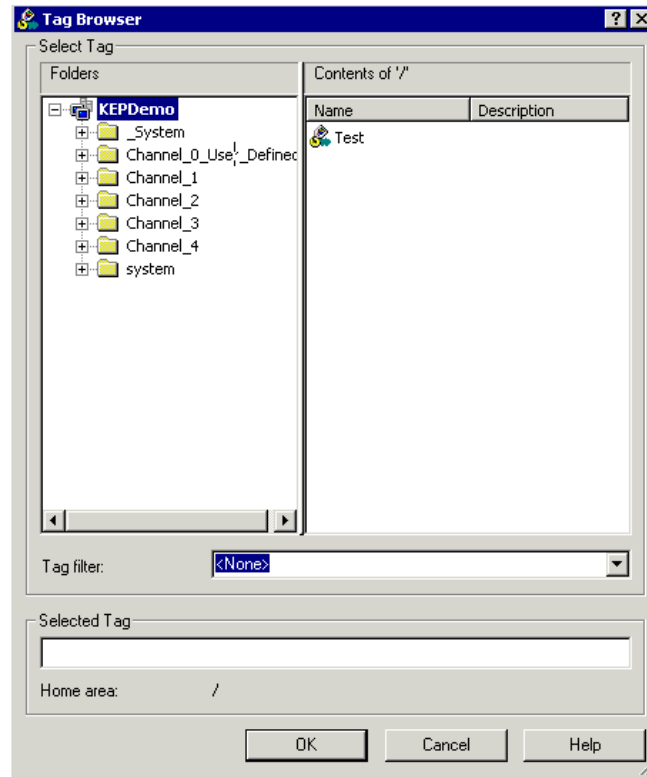 Tag Browser
Select Tag
Folders
Contents of '/'
KEPDemo
_System
Channel_0_User_Defined
Channel_1
Channel_2
Channel_3
Channel_4
system
Name Description
Test
Tag filter: <None>
Selected Tag
Home area: /
OK Cancel Help